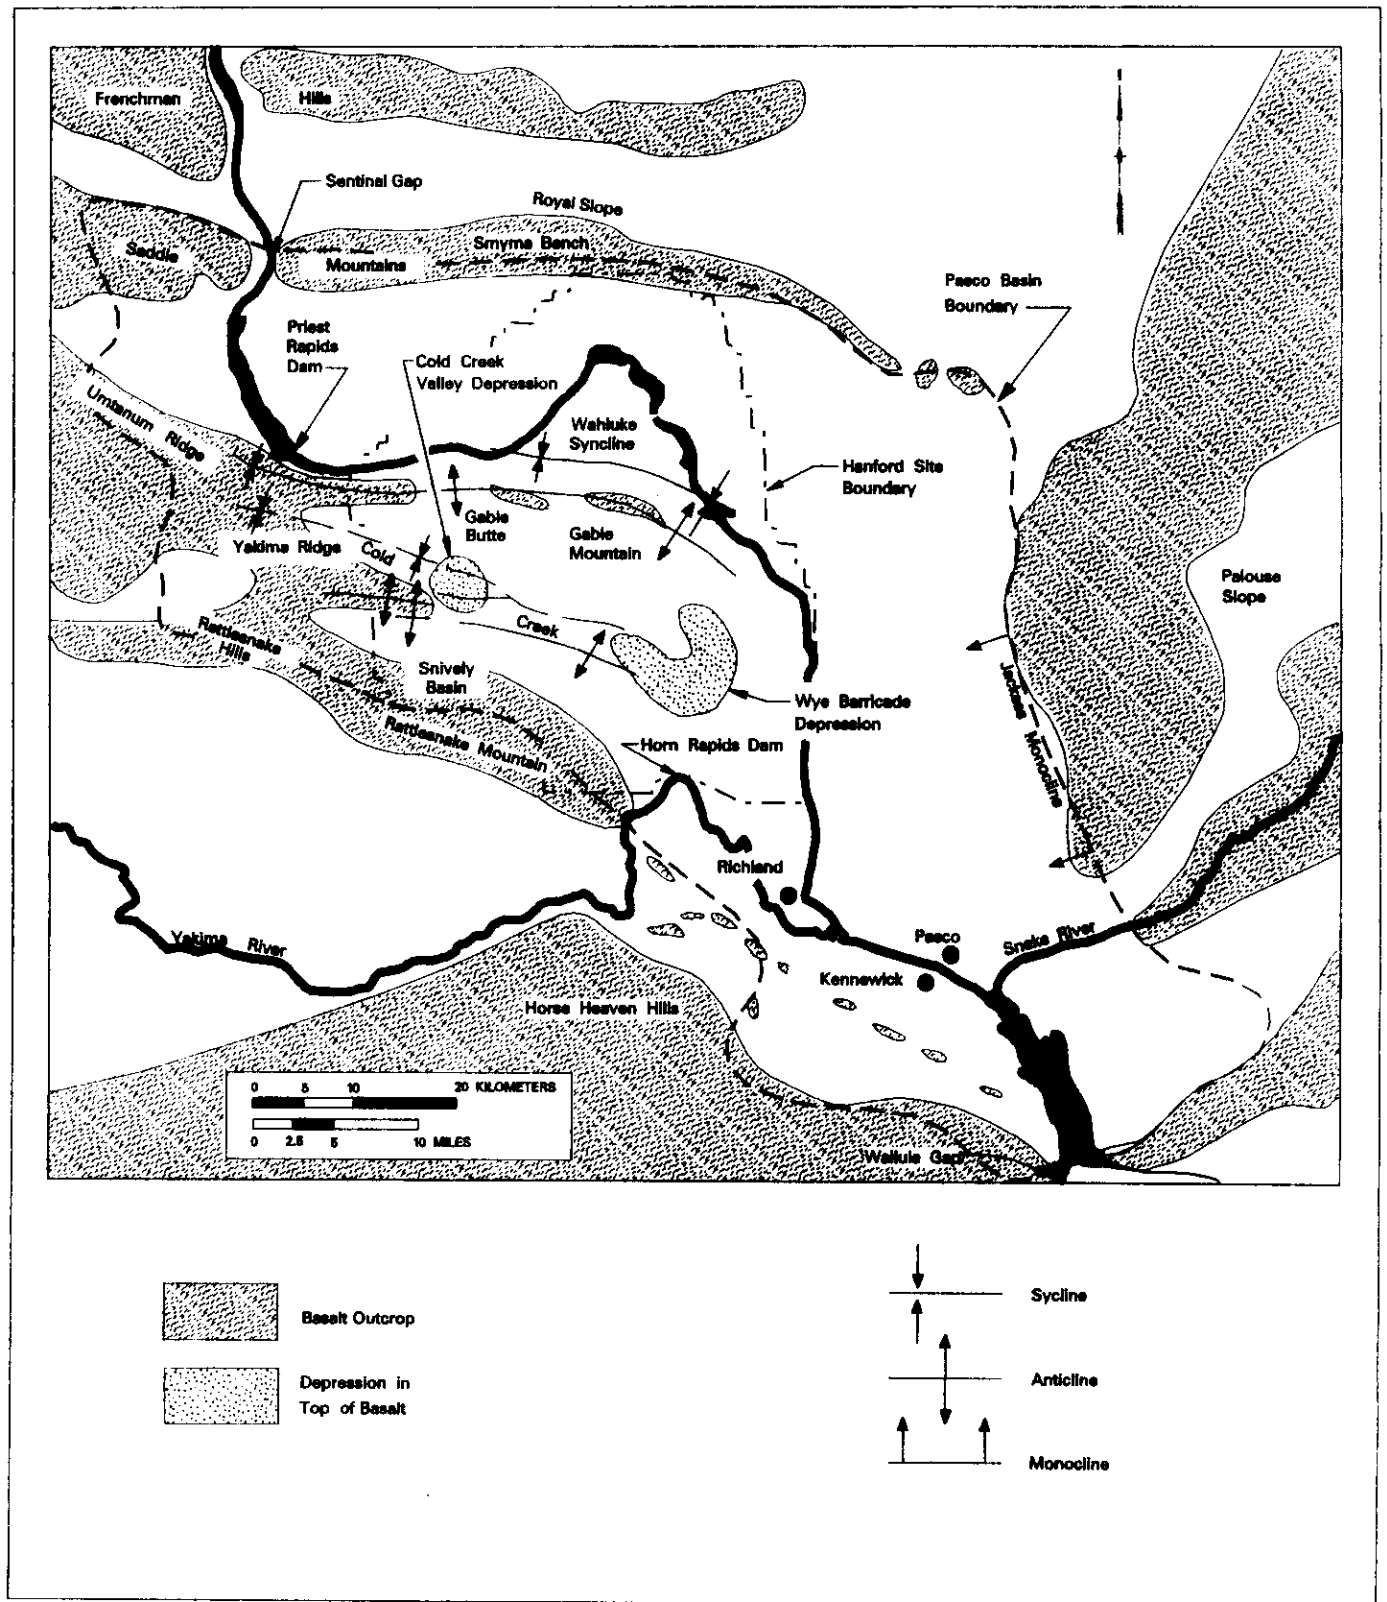 Frenchman
Hills
Sentinal Gap
Royal Slope
Saddle
Mountains
Smyrna Bench
Pasco Basin
Boundary
Priest
Rapids
Dam
Cold Creek
Valley Depression
Umtanum Ridge
Wahluke
Syncline
Hanford Site
Boundary
Gable
Butte
Gable
Mountain
Yakima Ridge
Cold
Creek
Palouse
Slope
Rattlesnake
Hills
Snively
Basin
Rattlesnake Mountain
Wye Barricade
Depression
Jackass Monocline
Horn Rapids Dam
Richland
Yakima River
Pasco
Snake River
Kennewick
Horse Heaven Hills
0 5 10 20 KILOMETERS
0 2.5 5 10 MILES
Wallula Gap
Basalt Outcrop
Depression in
Top of Basalt
Sycline
Anticline
Monocline